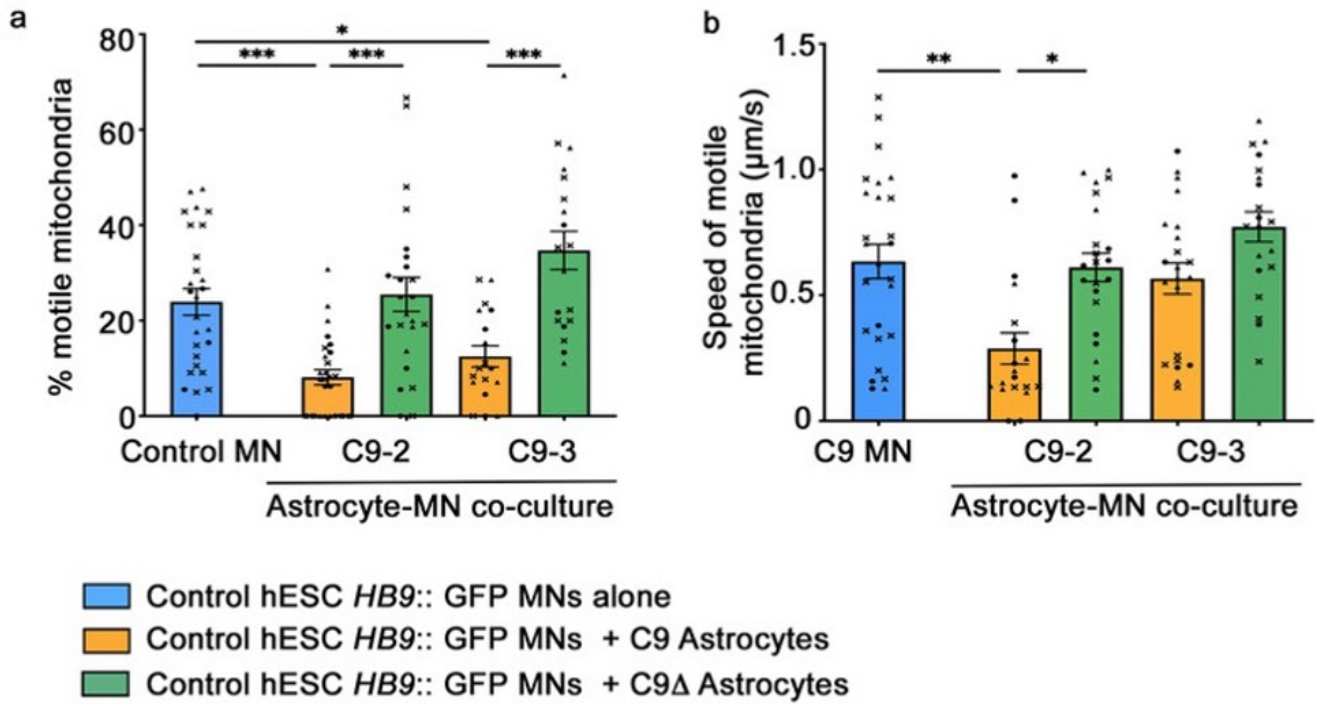 a
% motile mitochondria
80
60
40
20
0
*
*** *** ***
Control MN C9-2 C9-3
Astrocyte-MN co-culture
b
Speed of motile
mitochondria (μm/s)
1.5
1.0
0.5
0
** *
C9 MN C9-2 C9-3
Astrocyte-MN co-culture
Control hESC HB9:: GFP MNs alone
Control hESC HB9:: GFP MNs + C9 Astrocytes
Control hESC HB9:: GFP MNs + C9Δ Astrocytes